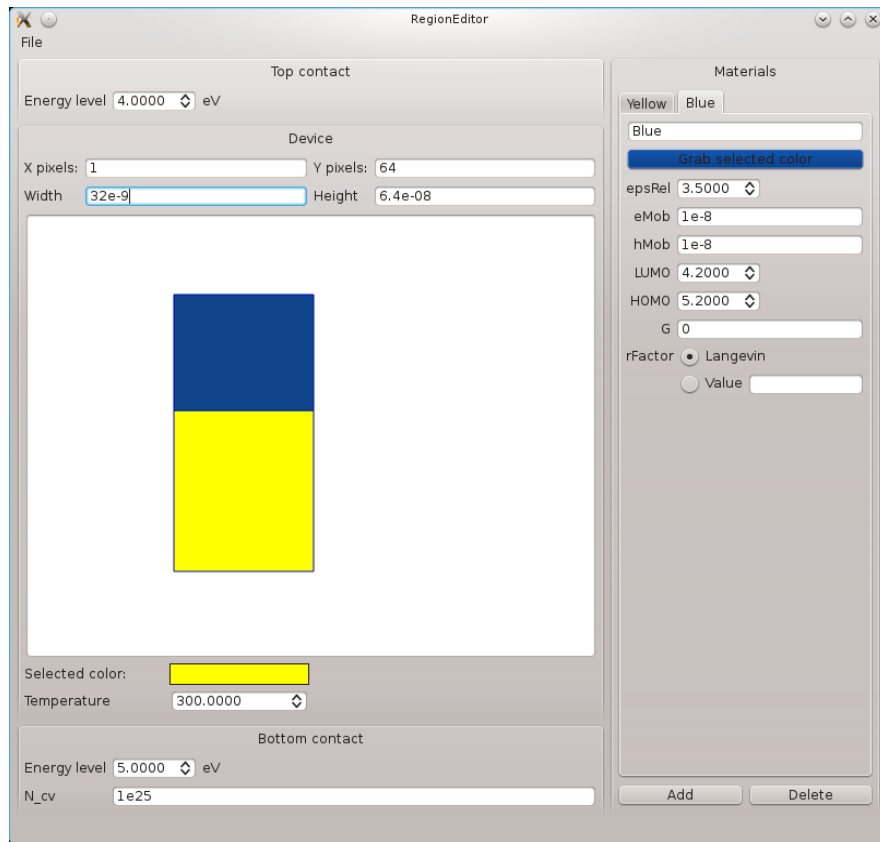 RegionEditor
File
Top contact
Energy level 4.0000 eV
Device
X pixels: 1 Y pixels: 64
Width 32e-9 Height 6.4e-08
Selected color:
Temperature 300.0000
Bottom contact
Energy level 5.0000 eV
N_cv 1e25
Materials
Yellow Blue
Blue
Grab selected color
epsRel 3.5000
eMob 1e-8
hMob 1e-8
LUMO 4.2000
HOMO 5.2000
G 0
rFactor Langevin
Value
Add Delete